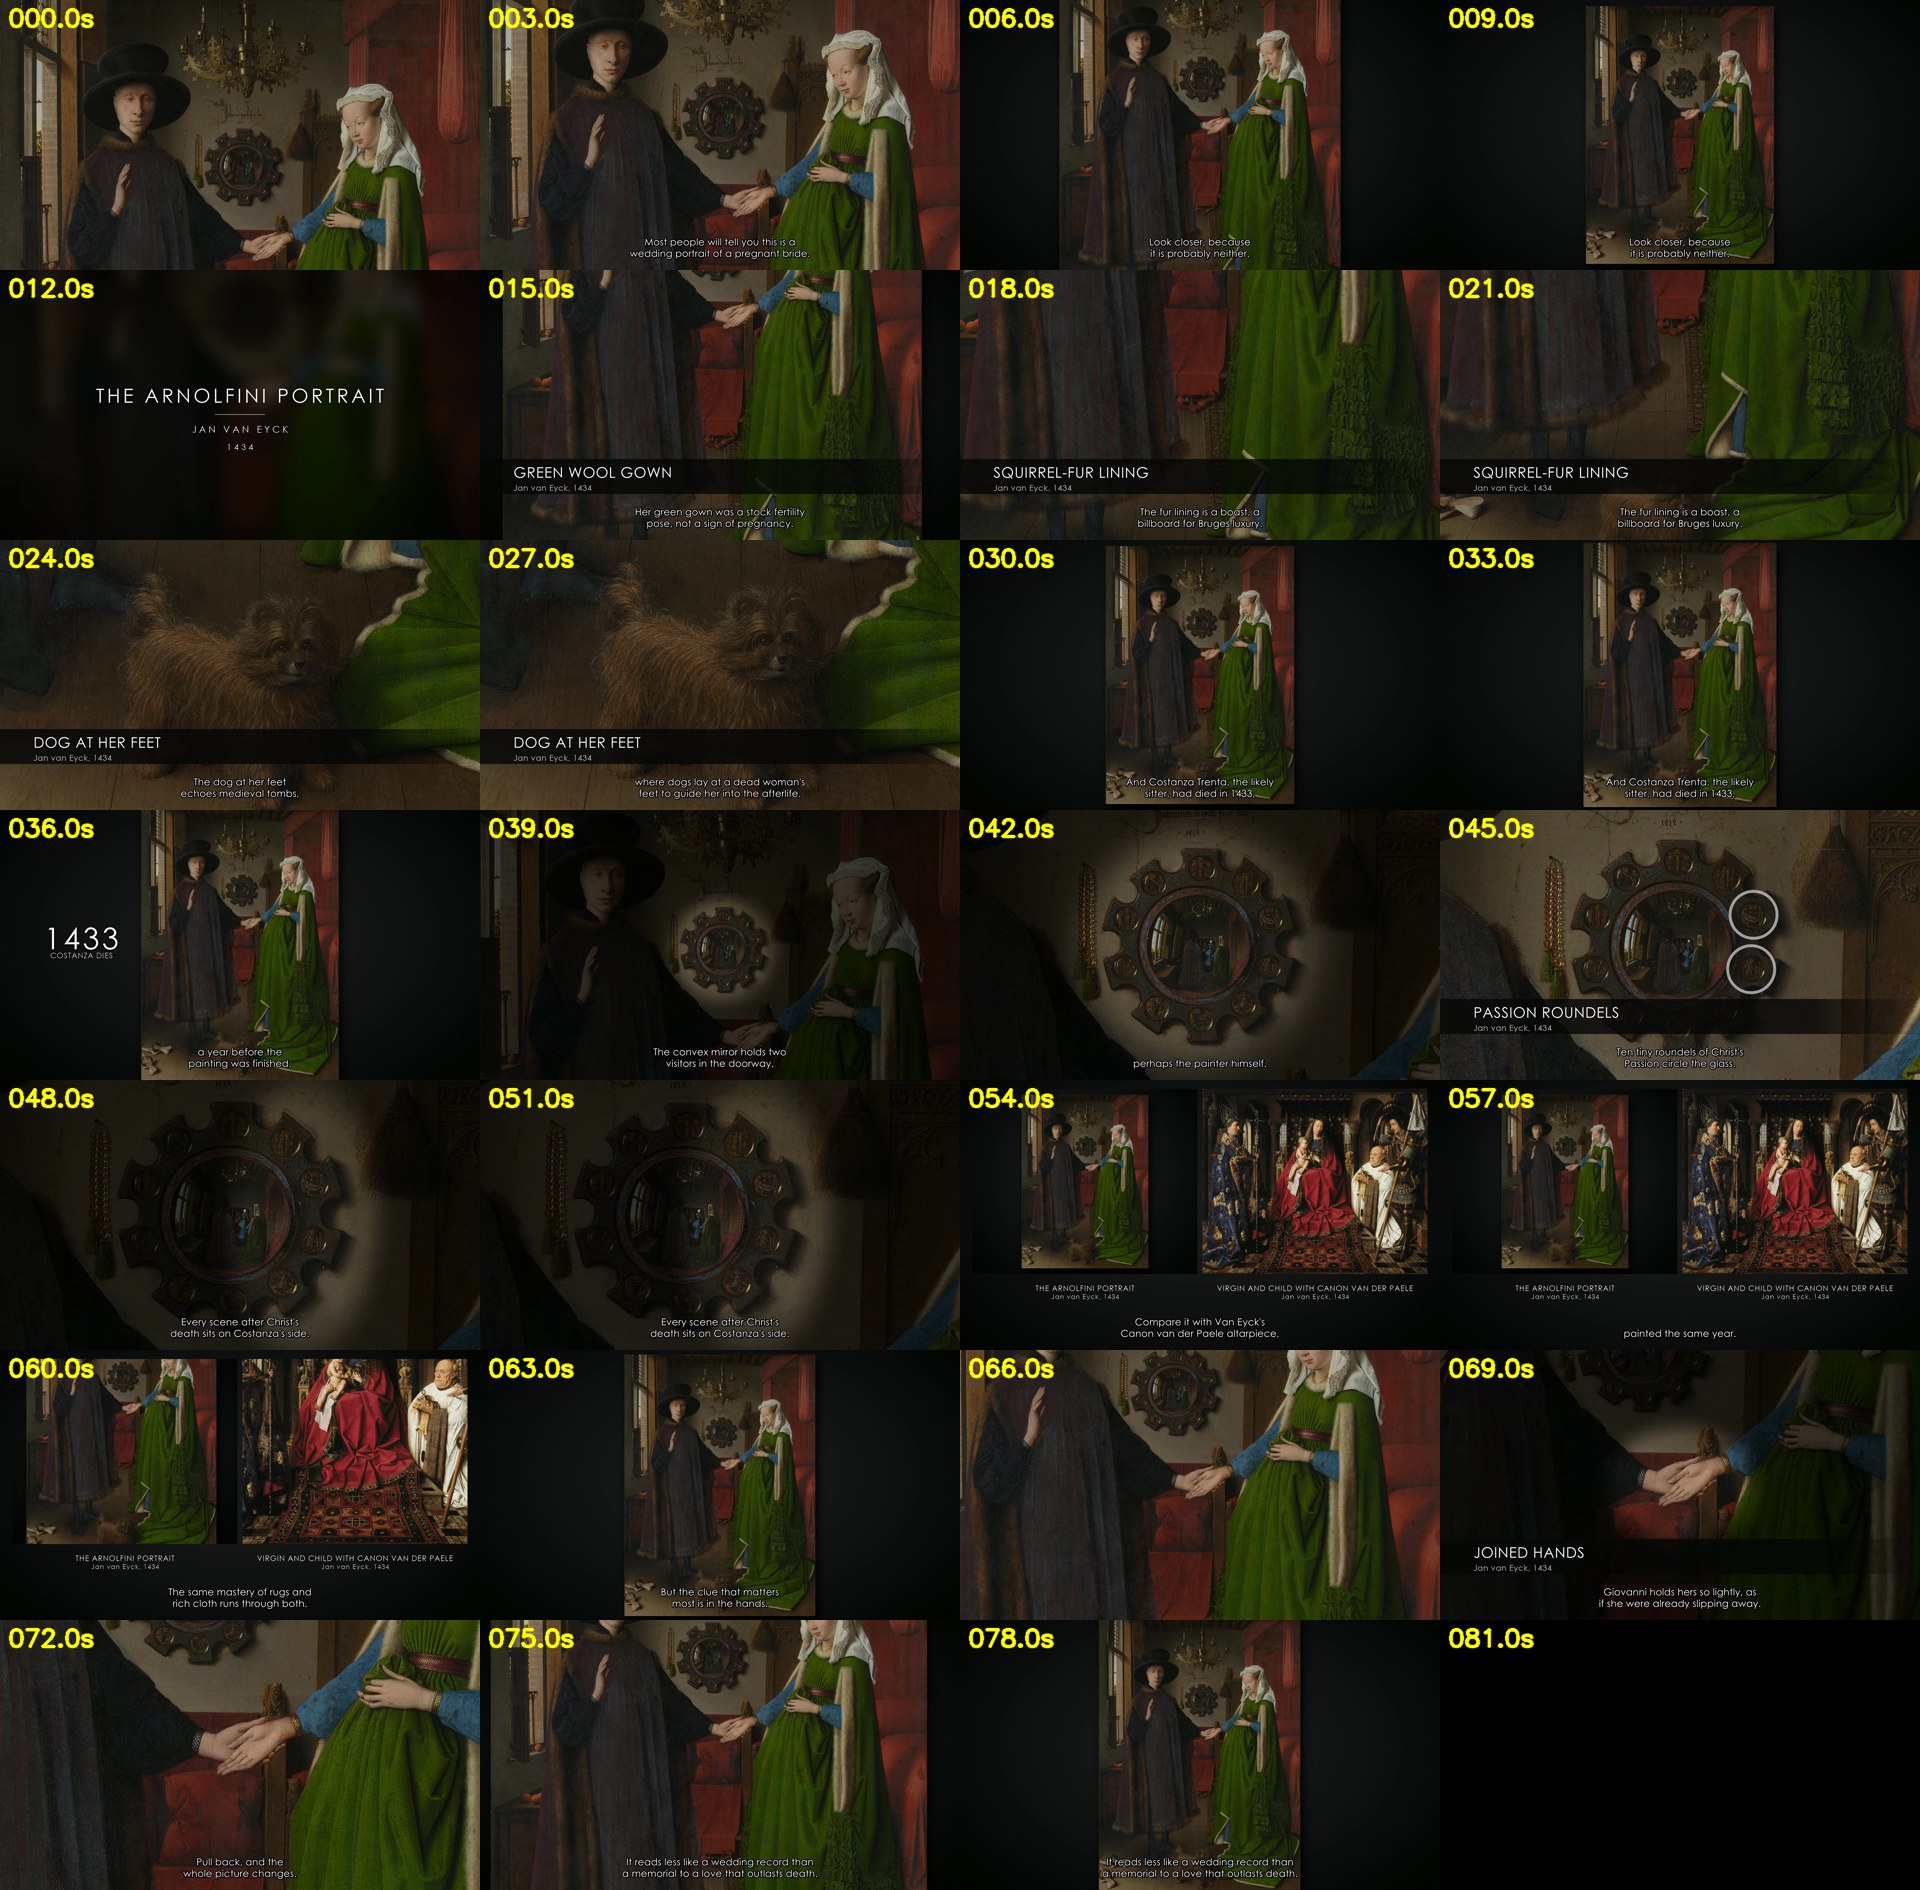 000.0s
003.0s
Most people will tell you this is a
wedding portrait of a pregnant bride.
006.0s
Look closer, because
it is probably neither.
009.0s
Look closer, because
it is probably neither.
012.0s
THE ARNOLFINI PORTRAIT
JAN VAN EYCK
1434
015.0s
GREEN WOOL GOWN
Jan van Eyck, 1434
Her green gown was a stock fertility
pose, not a sign of pregnancy.
018.0s
SQUIRREL-FUR LINING
Jan van Eyck, 1434
The fur lining is a boast, a
billboard for Bruges luxury.
021.0s
SQUIRREL-FUR LINING
Jan van Eyck, 1434
The fur lining is a boast, a
billboard for Bruges luxury.
024.0s
DOG AT HER FEET
Jan van Eyck, 1434
The dog at her feet
echoes medieval tombs,
027.0s
DOG AT HER FEET
Jan van Eyck, 1434
where dogs lay at a dead woman's
feet to guide her into the afterlife.
030.0s
And Costanza Trenta, the likely
sitter, had died in 1433,
033.0s
And Costanza Trenta, the likely
sitter, had died in 1433,
036.0s
1433
COSTANZA DIES
a year before the
painting was finished.
039.0s
The convex mirror holds two
visitors in the doorway,
042.0s
perhaps the painter himself.
045.0s
PASSION ROUNDELS
Jan van Eyck, 1434
Ten tiny roundels of Christ's
Passion circle the glass.
048.0s
Every scene after Christ's
death sits on Costanza's side.
051.0s
Every scene after Christ's
death sits on Costanza's side.
054.0s
THE ARNOLFINI PORTRAIT
Jan van Eyck, 1434
VIRGIN AND CHILD WITH CANON VAN DER PAELE
Jan van Eyck, 1434
Compare it with Van Eyck's
Canon van der Paele altarpiece,
057.0s
THE ARNOLFINI PORTRAIT
Jan van Eyck, 1434
VIRGIN AND CHILD WITH CANON VAN DER PAELE
Jan van Eyck, 1434
painted the same year.
060.0s
THE ARNOLFINI PORTRAIT
Jan van Eyck, 1434
VIRGIN AND CHILD WITH CANON VAN DER PAELE
Jan van Eyck, 1434
The same mastery of rugs and
rich cloth runs through both.
063.0s
But the clue that matters
most is in the hands.
066.0s
069.0s
JOINED HANDS
Jan van Eyck, 1434
Giovanni holds hers so lightly, as
if she were already slipping away.
072.0s
Pull back, and the
whole picture changes.
075.0s
It reads less like a wedding record than
a memorial to a love that outlasts death.
078.0s
It reads less like a wedding record than
a memorial to a love that outlasts death.
081.0s